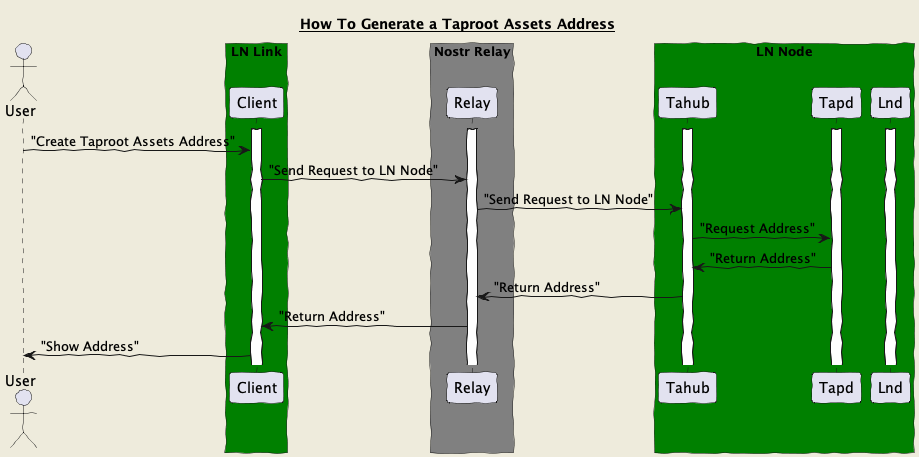 How To Generate a Taproot Assets Address
LN Link
Nostr Relay
LN Node
User
Client
Relay
Tahub
Tapd
Lnd
"Create Taproot Assets Address"
"Send Request to LN Node"
"Send Request to LN Node"
"Request Address"
"Return Address"
"Return Address"
"Return Address"
"Show Address"
User
Client
Relay
Tahub
Tapd
Lnd